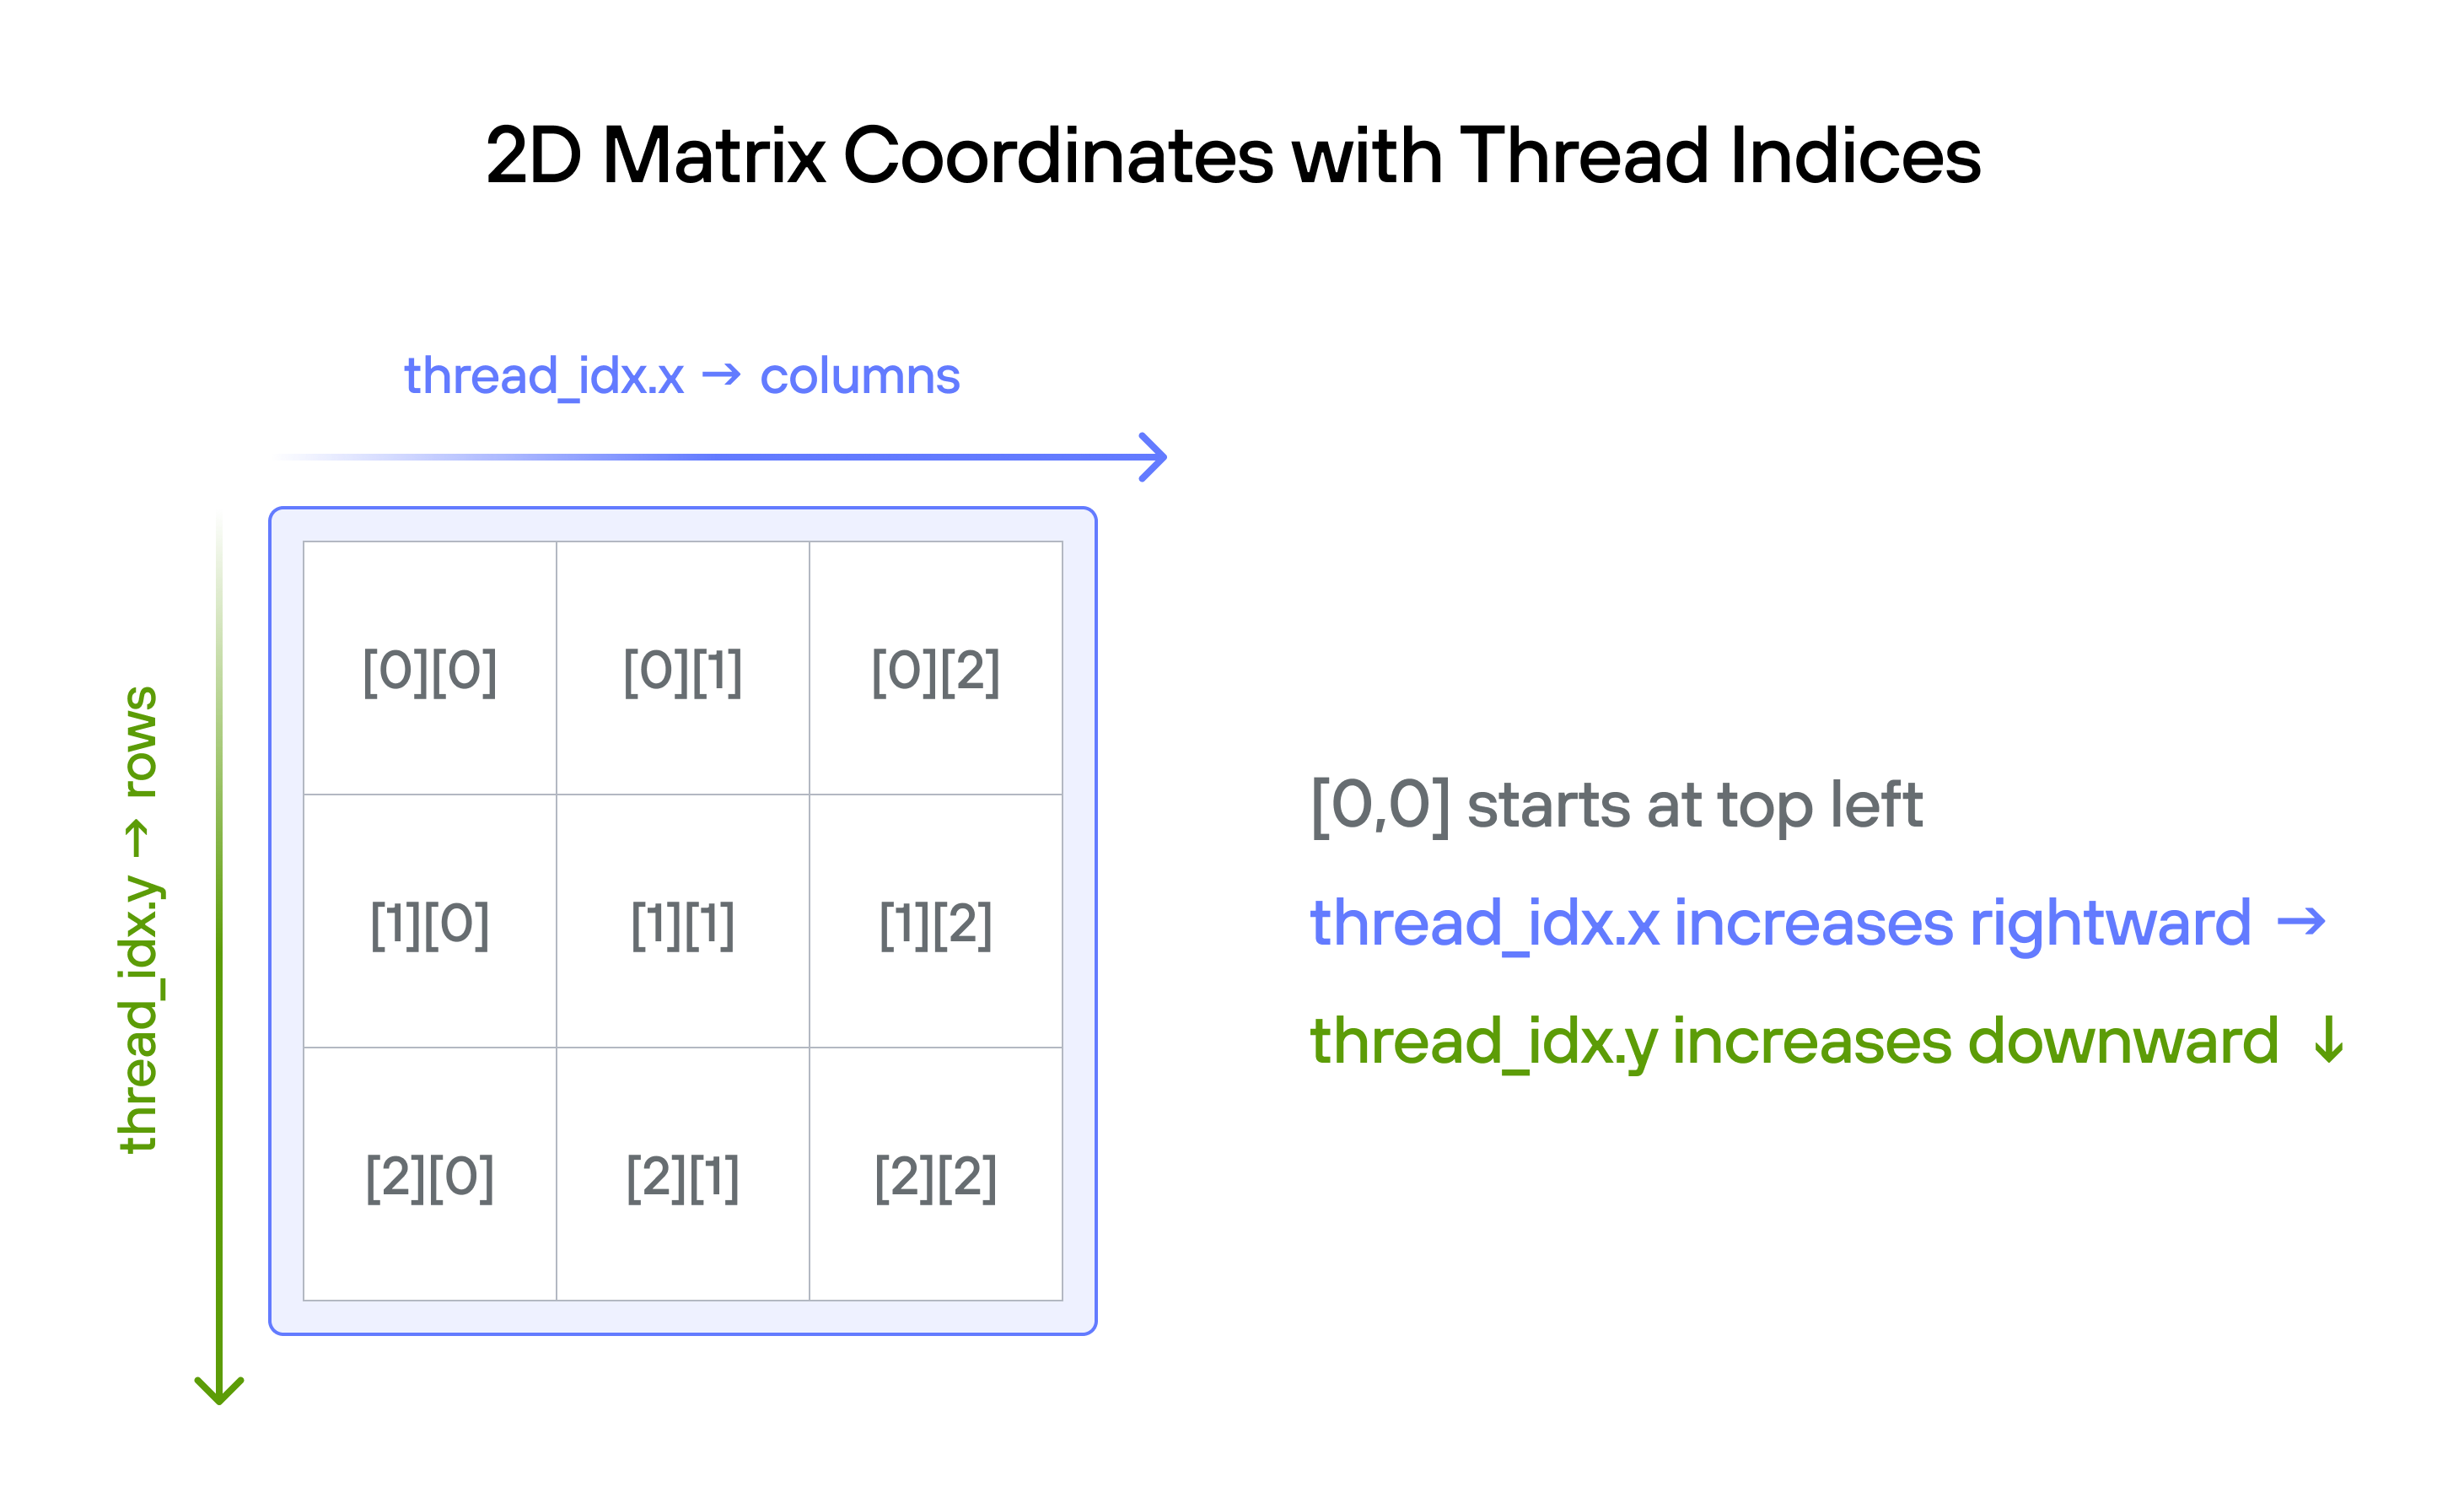 2D Matrix Coordinates with Thread Indices
thread_idx.x → columns
thread_idx.y → rows
[0][0] [0][1] [0][2]
[1][0] [1][1] [1][2]
[2][0] [2][1] [2][2]
[0,0] starts at top left
thread_idx.x increases rightward →
thread_idx.y increases downward ↓